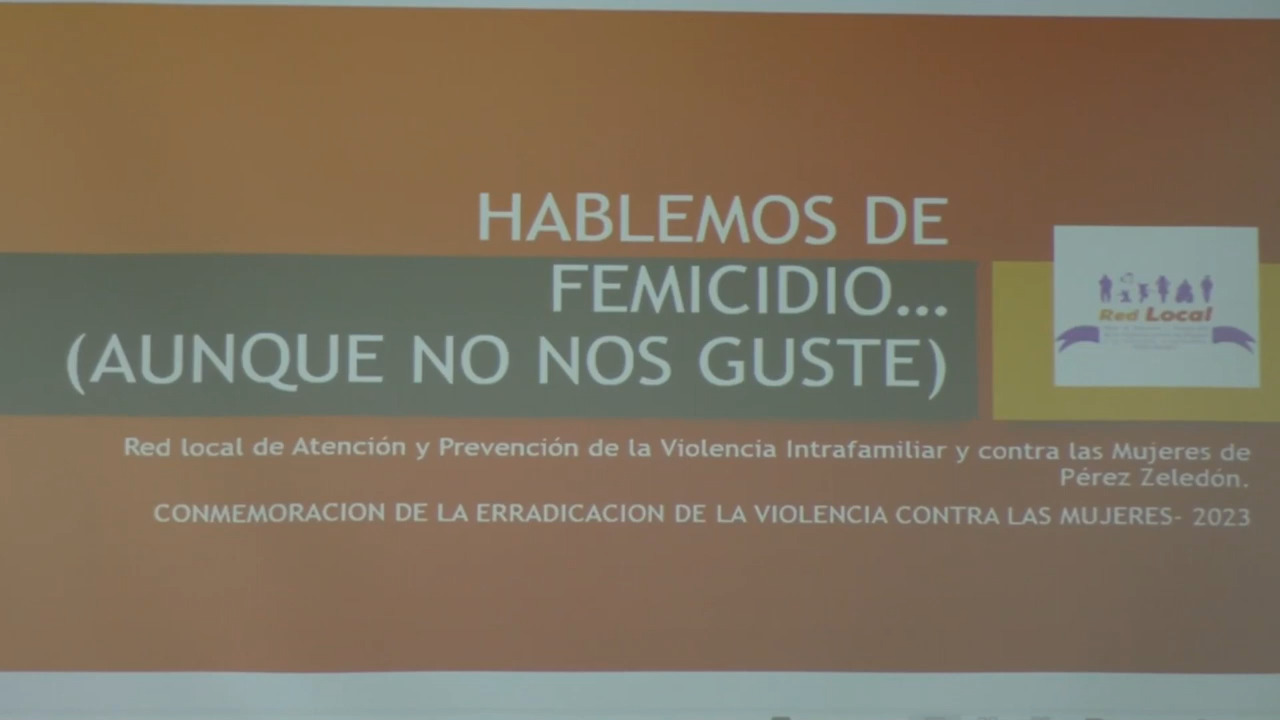 HABLEMOS DE
FEMICIDIO...
(AUNQUE NO NOS GUSTE)
Red Local
Red local de Atención y Prevención de la Violencia Intrafamiliar y contra las Mujeres de
Pérez Zeledón.
CONMEMORACION DE LA ERRADICACION DE LA VIOLENCIA CONTRA LAS MUJERES- 2023